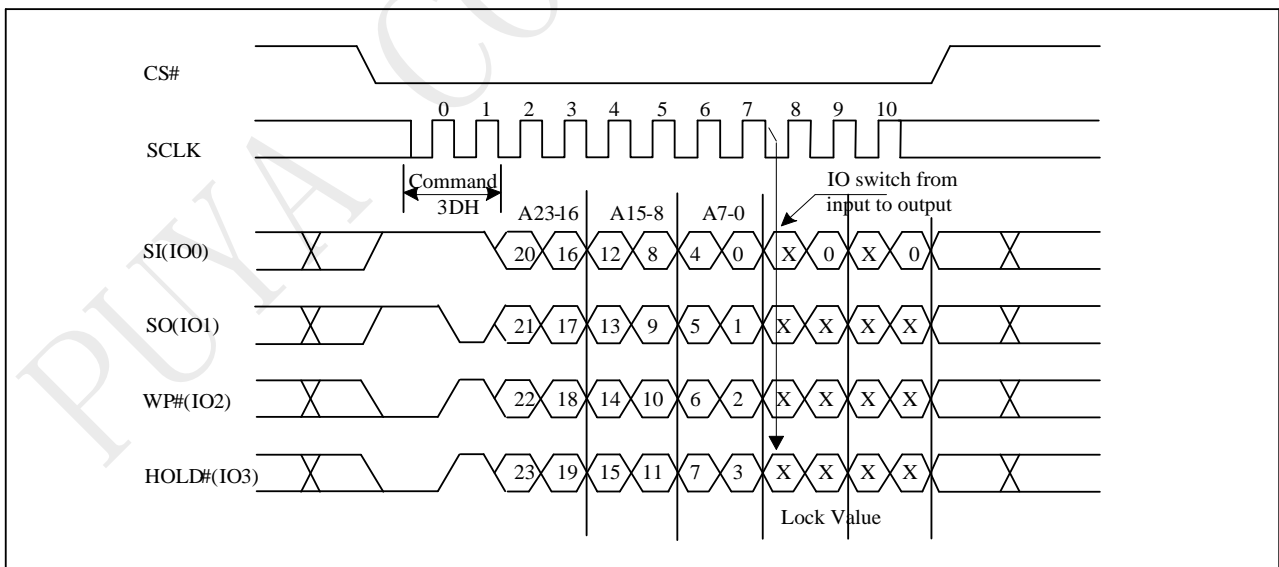 PUYA CO
CS#
0 1 2 3 4 5 6 7 8 9 10
SCLK
Command
3DH
IO switch from
input to output
A23-16 A15-8 A7-0
SI(IO0) 20 16 12 8 4 0 X 0 X 0
SO(IO1) 21 17 13 9 5 1 X X X X
WP#(IO2) 22 18 14 10 6 2 X X X X
HOLD#(IO3) 23 19 15 11 7 3 X X X X
Lock Value